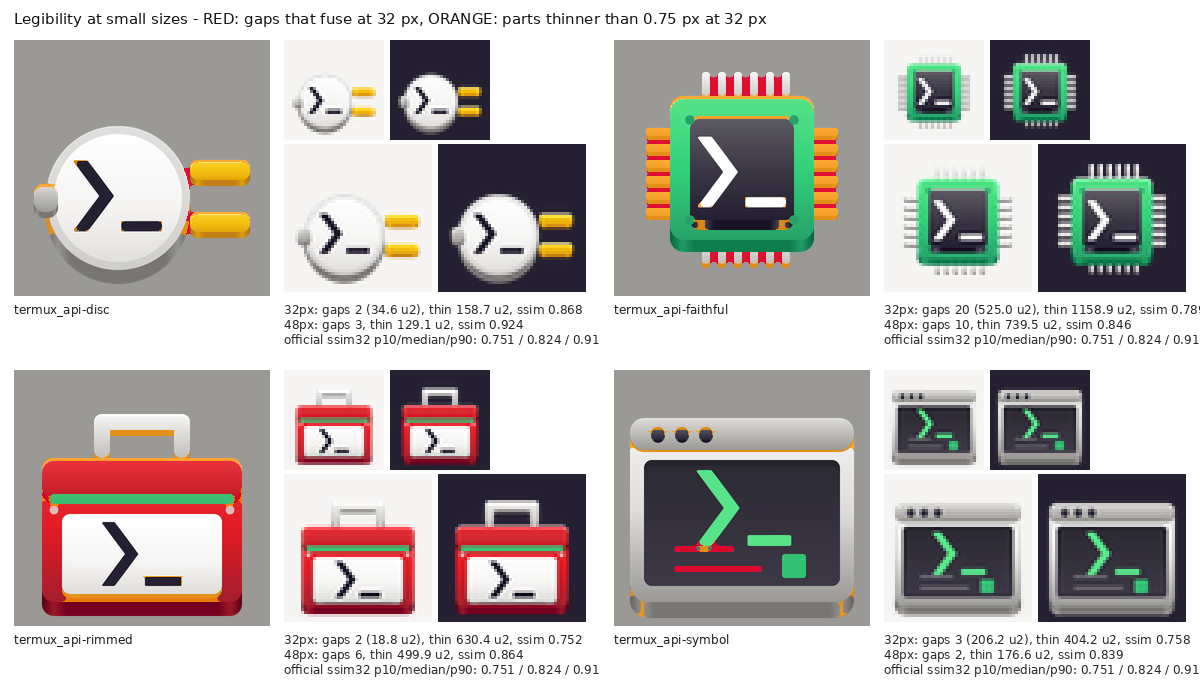 Legibility at small sizes - RED: gaps that fuse at 32 px, ORANGE: parts thinner than 0.75 px at 32 px
termux_api-disc
32px: gaps 2 (34.6 u2), thin 158.7 u2, ssim 0.868
48px: gaps 3, thin 129.1 u2, ssim 0.924
official ssim32 p10/median/p90: 0.751 / 0.824 / 0.91
termux_api-faithful
32px: gaps 20 (525.0 u2), thin 1158.9 u2, ssim 0.789
48px: gaps 10, thin 739.5 u2, ssim 0.846
official ssim32 p10/median/p90: 0.751 / 0.824 / 0.91
termux_api-rimmed
32px: gaps 2 (18.8 u2), thin 630.4 u2, ssim 0.752
48px: gaps 6, thin 499.9 u2, ssim 0.864
official ssim32 p10/median/p90: 0.751 / 0.824 / 0.91
termux_api-symbol
32px: gaps 3 (206.2 u2), thin 404.2 u2, ssim 0.758
48px: gaps 2, thin 176.6 u2, ssim 0.839
official ssim32 p10/median/p90: 0.751 / 0.824 / 0.91